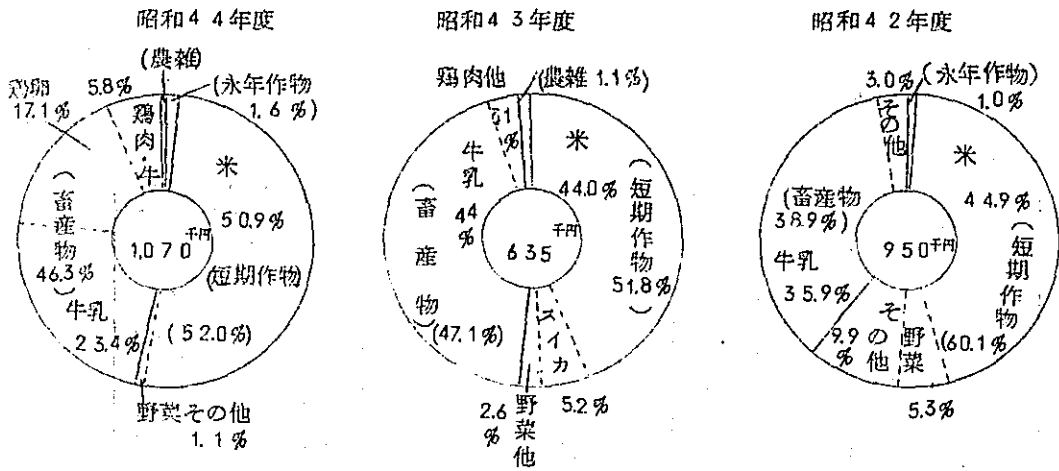 昭和44年度
(農雑)
鶏卵
17.1%
5.8%
鶏肉・牛
(永年作物
1.6%)
米
50.9%
(短期作物)
(52.0%)
1,070千円
(畜産物
46.3%)
牛乳
23.4%
野菜その他
1.1%
昭和43年度
鶏肉他
(農雑1.1%)
牛乳
44%
米
44.0%
(短期作物
51.8%)
635千円
(畜産物)
(47.1%)
スイカ
5.2%
野菜他
2.6%
昭和42年度
3.0%
その他
(永年作物
1.0%
米
44.9%
(短期作物
(60.1%)
950千円
(畜産物
38.9%)
牛乳
35.9%
その他
9.9%
野菜
5.3%